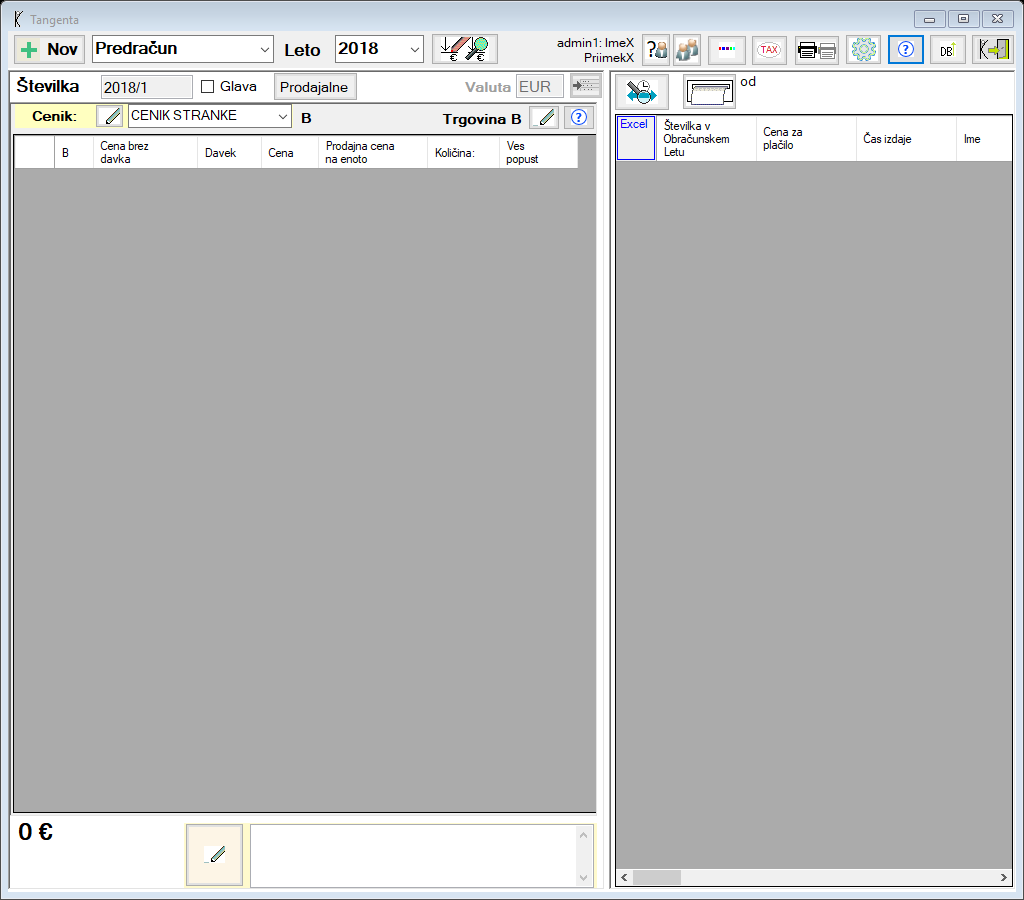 Tangenta
Nov
Predračun
Leto
2018
€
€
admin1: ImeX
PriimekX
?
TAX
?
DB
Številka
2018/1
Glava
Prodajalne
Valuta
EUR
od
Cenik:
CENIK STRANKE
B
Trgovina B
?
B
Cena brez
davka
Davek
Cena
Prodajna cena
na enoto
Količina:
Ves
popust
Excel
Številka v
Obračunskem
Letu
Cena za
plačilo
Čas izdaje
Ime
0 €